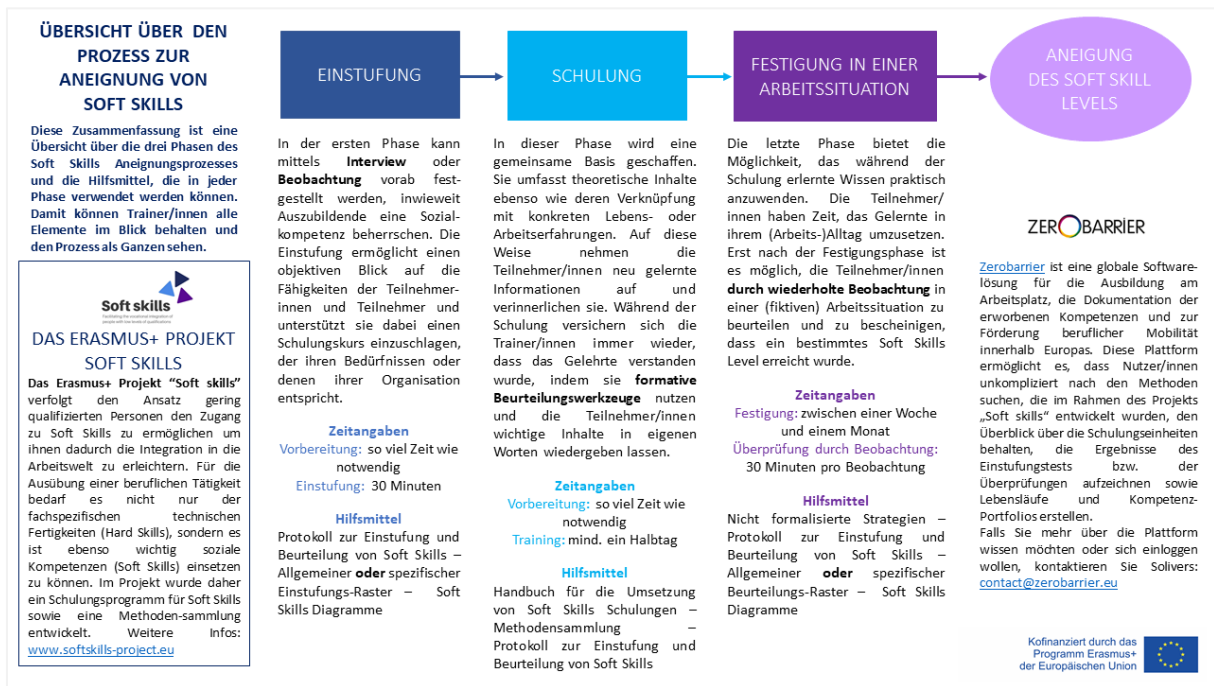 ÜBERSICHT ÜBER DEN
PROZESS ZUR
ANEIGNUNG VON
SOFT SKILLS
Diese Zusammenfassung ist eine
Übersicht über die drei Phasen des
Soft Skills Aneignungsprozesses
und die Hilfsmittel, die in jeder
Phase verwendet werden können.
Damit können Trainer/innen alle
Elemente im Blick behalten und
den Prozess als Ganzen sehen.
Soft skills
Facilitating the vocational integration of
people with low levels of qualifications
DAS ERASMUS+ PROJEKT
SOFT SKILLS
Das Erasmus+ Projekt “Soft skills”
verfolgt den Ansatz gering
qualifizierten Personen den Zugang
zu Soft Skills zu ermöglichen um
ihnen dadurch die Integration in die
Arbeitswelt zu erleichtern. Für die
Ausübung einer beruflichen Tätigkeit
bedarf es nicht nur der
fachspezifischen technischen
Fertigkeiten (Hard Skills), sondern es
ist ebenso wichtig soziale
Kompetenzen (Soft Skills) einsetzen
zu können. Im Projekt wurde daher
ein Schulungsprogramm für Soft Skills
sowie eine Methoden-sammlung
entwickelt. Weitere Infos:
www.softskills-project.eu
EINSTUFUNG
In der ersten Phase kann
mittels Interview oder
Beobachtung vorab fest-
gestellt werden, inwieweit
Auszubildende eine Sozial-
kompetenz beherrschen. Die
Einstufung ermöglicht einen
objektiven Blick auf die
Fähigkeiten der Teilnehmer-
innen und Teilnehmer und
unterstützt sie dabei einen
Schulungskurs einzuschlagen,
der ihren Bedürfnissen oder
denen ihrer Organisation
entspricht.
Zeitangaben
Vorbereitung: so viel Zeit wie
notwendig
Einstufung: 30 Minuten
Hilfsmittel
Protokoll zur Einstufung und
Beurteilung von Soft Skills –
Allgemeiner oder spezifischer
Einstufungs-Raster – Soft
Skills Diagramme
SCHULUNG
In dieser Phase wird eine
gemeinsame Basis geschaffen.
Sie umfasst theoretische Inhalte
ebenso wie deren Verknüpfung
mit konkreten Lebens- oder
Arbeitserfahrungen. Auf diese
Weise nehmen die
Teilnehmer/innen neu gelernte
Informationen auf und
verinnerlichen sie. Während der
Schulung versichern sich die
Trainer/innen immer wieder,
dass das Gelehrte verstanden
wurde, indem sie formative
Beurteilungswerkzeuge nutzen
und die Teilnehmer/innen
wichtige Inhalte in eigenen
Worten wiedergeben lassen.
Zeitangaben
Vorbereitung: so viel Zeit wie
notwendig
Training: mind. ein Halbtag
Hilfsmittel
Handbuch für die Umsetzung
von Soft Skills Schulungen –
Methodensammlung –
Protokoll zur Einstufung und
Beurteilung von Soft Skills
FESTIGUNG IN EINER
ARBEITSSITUATION
Die letzte Phase bietet die
Möglichkeit, das während der
Schulung erlernte Wissen praktisch
anzuwenden. Die Teilnehmer/
innen haben Zeit, das Gelernte in
ihrem (Arbeits-)Alltag umzusetzen.
Erst nach der Festigungsphase ist
es möglich, die Teilnehmer/innen
durch wiederholte Beobachtung in
einer (fiktiven) Arbeitssituation zu
beurteilen und zu bescheinigen,
dass ein bestimmtes Soft Skills
Level erreicht wurde.
Zeitangaben
Festigung: zwischen einer Woche
und einem Monat
Überprüfung durch Beobachtung:
30 Minuten pro Beobachtung
Hilfsmittel
Nicht formalisierte Strategien –
Protokoll zur Einstufung und
Beurteilung von Soft Skills –
Allgemeiner oder spezifischer
Beurteilungs-Raster – Soft Skills
Diagramme
ANEIGUNG
DES SOFT SKILL
LEVELS
ZEROBARRIER
Zerobarrier ist eine globale Software-
lösung für die Ausbildung am
Arbeitsplatz, die Dokumentation der
erworbenen Kompetenzen und zur
Förderung beruflicher Mobilität
innerhalb Europas. Diese Plattform
ermöglicht es, dass Nutzer/innen
unkompliziert nach den Methoden
suchen, die im Rahmen des Projekts
„Soft skills“ entwickelt wurden, den
Überblick über die Schulungseinheiten
behalten, die Ergebnisse des
Einstufungstests bzw. der
Überprüfungen aufzeichnen sowie
Lebensläufe und Kompetenz-
Portfolios erstellen.
Falls Sie mehr über die Plattform
wissen möchten oder sich einloggen
wollen, kontaktieren Sie Solivers:
contact@zerobarrier.eu
Kofinanziert durch das
Programm Erasmus+
der Europäischen Union